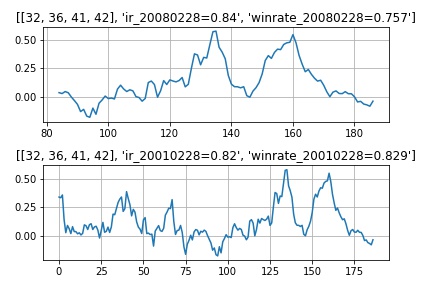 [[32, 36, 41, 42], 'ir_20080228=0.84', 'winrate_20080228=0.757']
0.50
0.25
0.00
80 100 120 140 160 180
[[32, 36, 41, 42], 'ir_20010228=0.82', 'winrate_20010228=0.829']
0.50
0.25
0.00
0 25 50 75 100 125 150 175